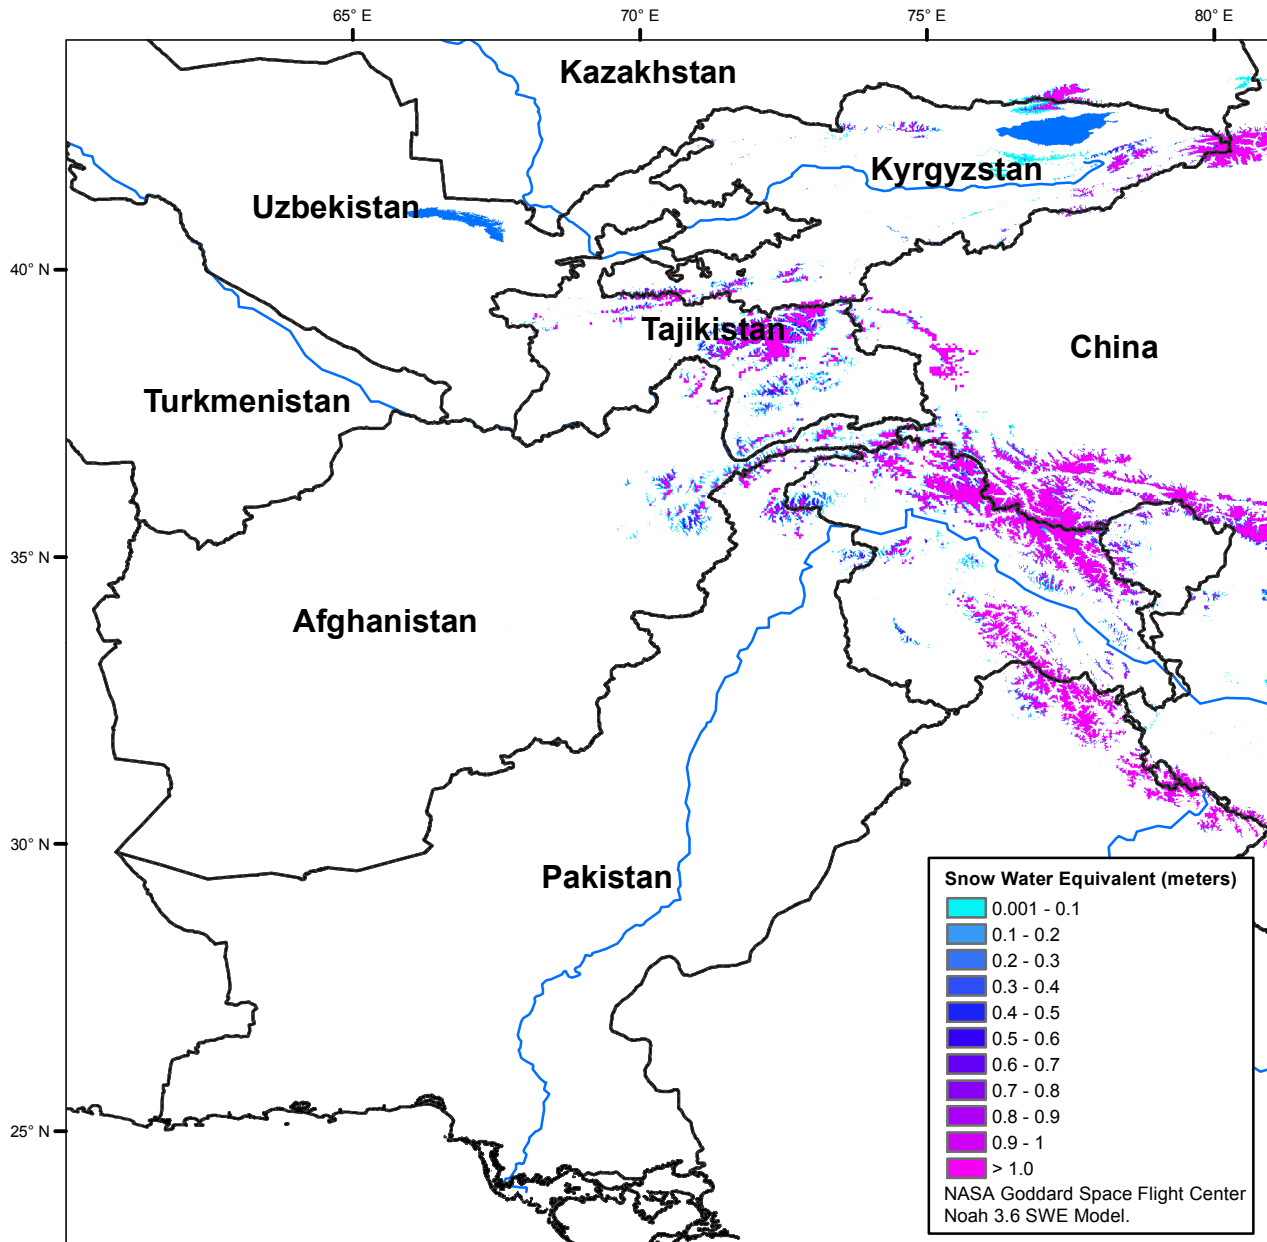 65° E
70° E
75° E
80° E
Kazakhstan
Kyrgyzstan
Uzbekistan
40° N
Tajikistan
China
Turkmenistan
35° N
Afghanistan
30° N
Pakistan
25° N
Snow Water Equivalent (meters)
0.001 - 0.1
0.1 - 0.2
0.2 - 0.3
0.3 - 0.4
0.4 - 0.5
0.5 - 0.6
0.6 - 0.7
0.7 - 0.8
0.8 - 0.9
0.9 - 1
> 1.0
NASA Goddard Space Flight Center
Noah 3.6 SWE Model.